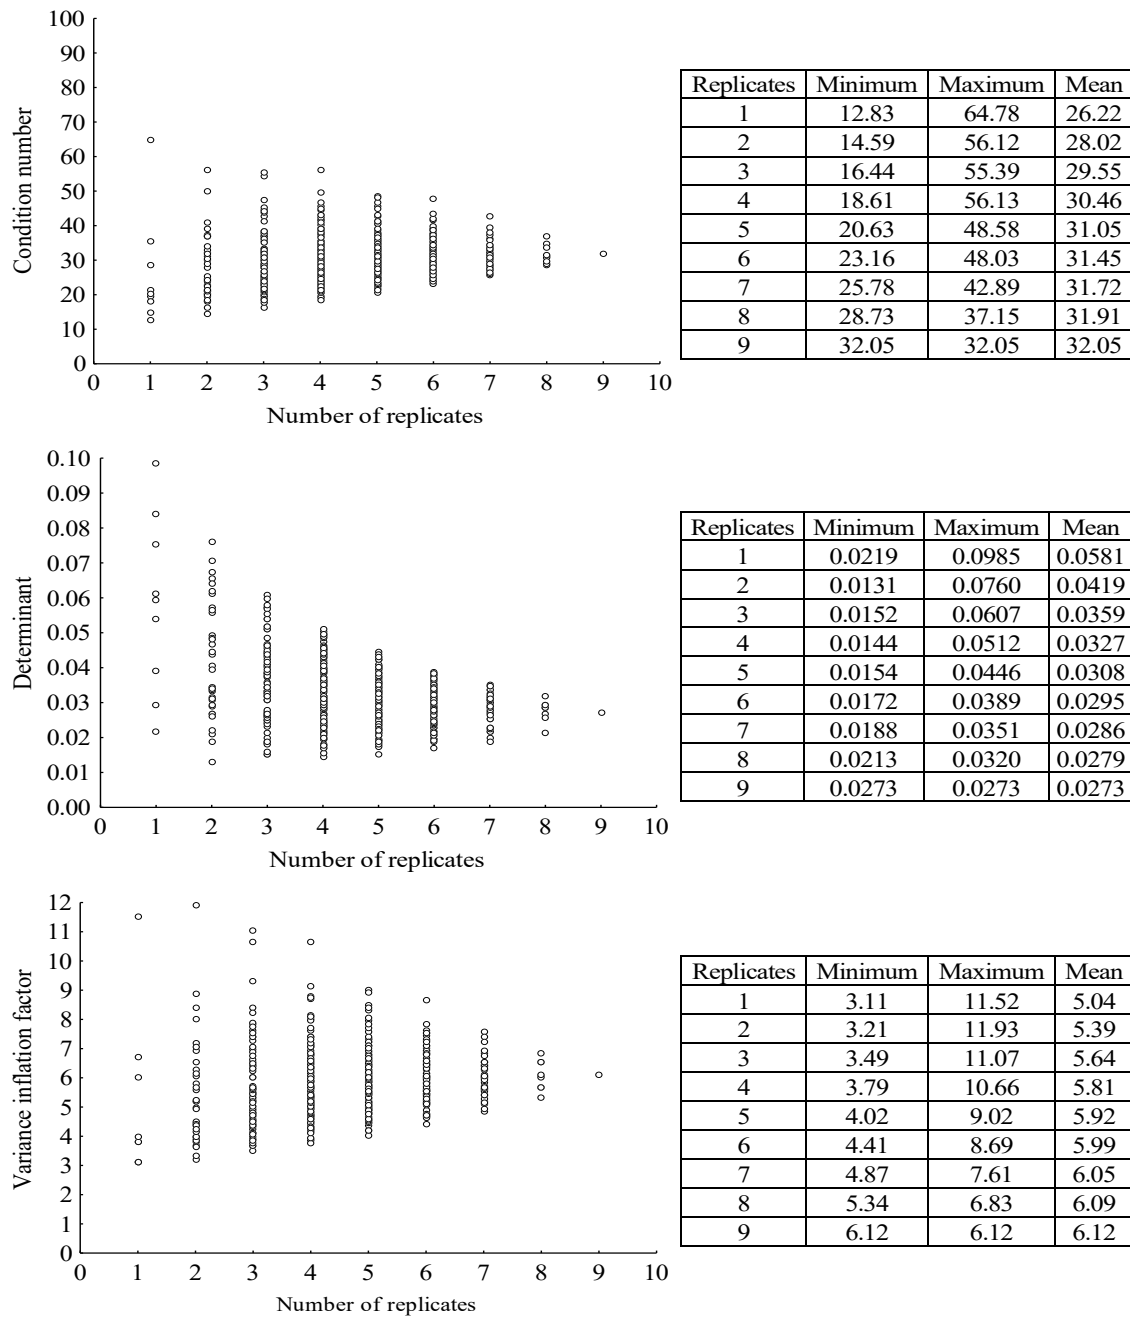 100
90
80
70
60
50
40
30
20
10
0
Condition number
0 1 2 3 4 5 6 7 8 9 10
Number of replicates
Replicates Minimum Maximum Mean
1 12.83 64.78 26.22
2 14.59 56.12 28.02
3 16.44 55.39 29.55
4 18.61 56.13 30.46
5 20.63 48.58 31.05
6 23.16 48.03 31.45
7 25.78 42.89 31.72
8 28.73 37.15 31.91
9 32.05 32.05 32.05
0.10
0.09
0.08
0.07
0.06
0.05
0.04
0.03
0.02
0.01
0.00
Determinant
0 1 2 3 4 5 6 7 8 9 10
Number of replicates
Replicates Minimum Maximum Mean
1 0.0219 0.0985 0.0581
2 0.0131 0.0760 0.0419
3 0.0152 0.0607 0.0359
4 0.0144 0.0512 0.0327
5 0.0154 0.0446 0.0308
6 0.0172 0.0389 0.0295
7 0.0188 0.0351 0.0286
8 0.0213 0.0320 0.0279
9 0.0273 0.0273 0.0273
12
11
10
9
8
7
6
5
4
3
2
1
0
Variance inflation factor
0 1 2 3 4 5 6 7 8 9 10
Number of replicates
Replicates Minimum Maximum Mean
1 3.11 11.52 5.04
2 3.21 11.93 5.39
3 3.49 11.07 5.64
4 3.79 10.66 5.81
5 4.02 9.02 5.92
6 4.41 8.69 5.99
7 4.87 7.61 6.05
8 5.34 6.83 6.09
9 6.12 6.12 6.12